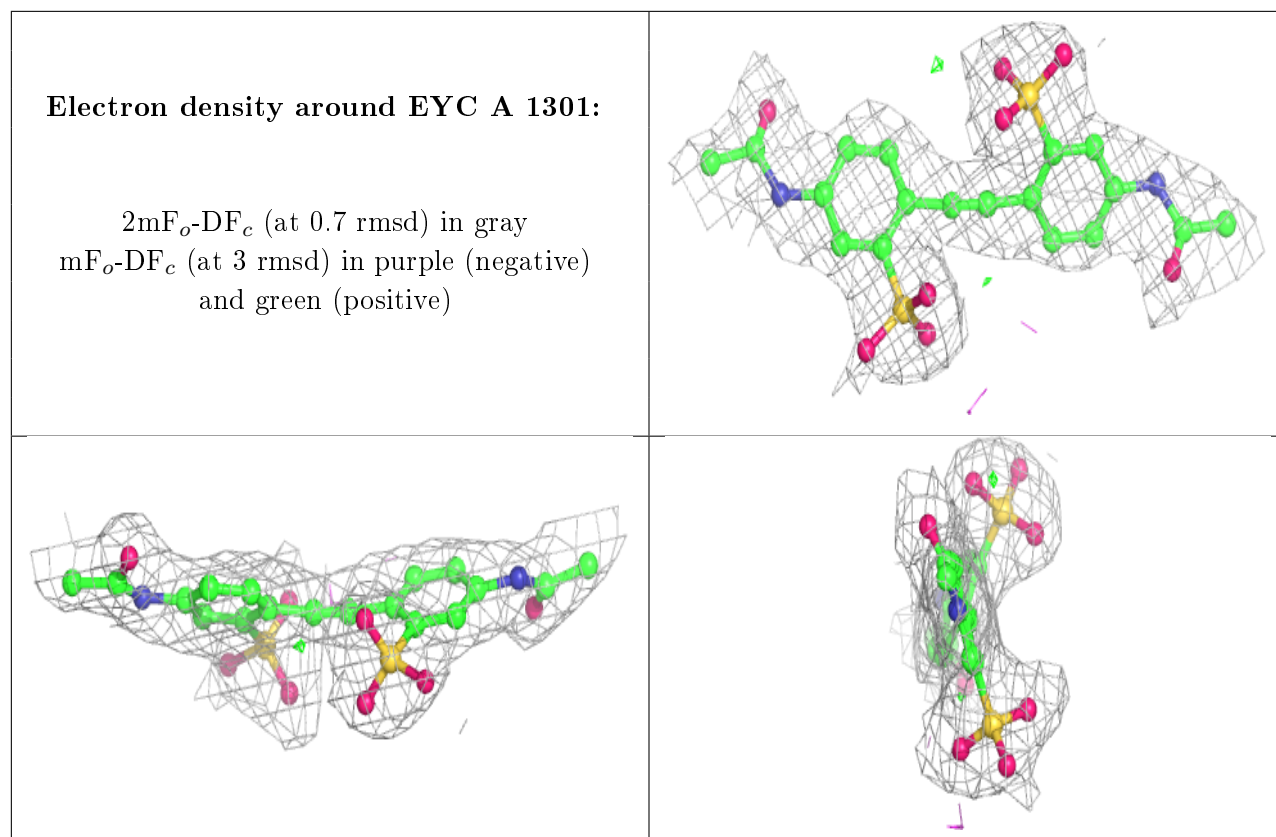 Electron density around EYC A 1301:
2mFₒ-DF𝒸 (at 0.7 rmsd) in gray
mFₒ-DF𝒸 (at 3 rmsd) in purple (negative)
and green (positive)